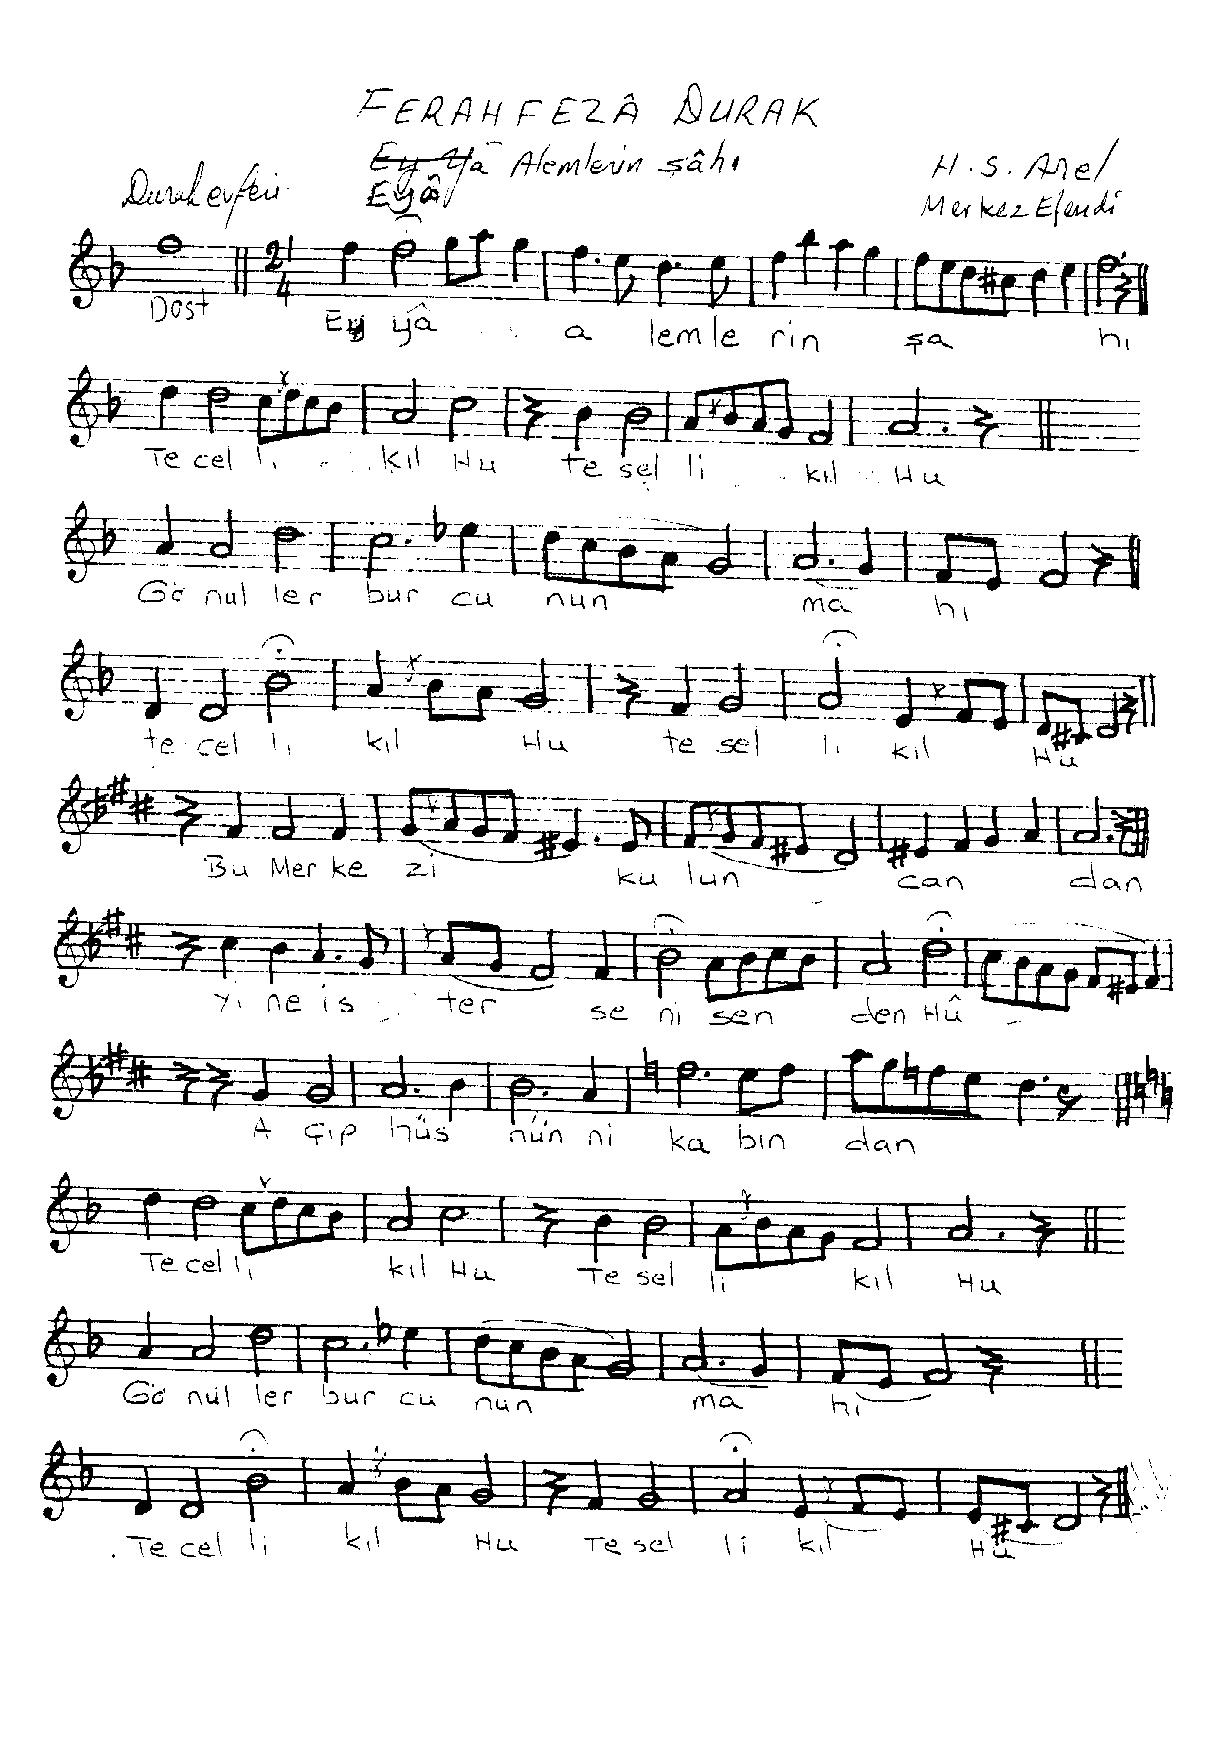 FERAHFEZÂ DURAK
Ey Yâ Alemlerin şâhı
Eyâ
Durak evferi
H. S. Arel
Merkez Efendi
21
4
Dost Ey yâ . . a lem le rin şa hı
Te cel li . . . kıl Hu te sel li . . kıl . . Hu
Gö nul ler bur cu nun ma hı
te cel li kıl Hu te sel li kıl Hu
Bu Mer ke zi ku lun can dan
yi ne is . . ter se ni sen den Hû
A çıp hüs nün ni ka bın dan
Te cel li kıl Hu Te sel li kıl Hu
Gö nül ler bur cu nun ma hı
. Te cel li kıl Hu Te sel li kıl Hu